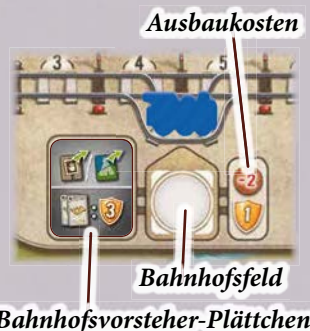 Ausbaukosten
3 4 5
-2
3 1
Bahnhofsfeld
Bahnhofsvorsteher-Plättchen